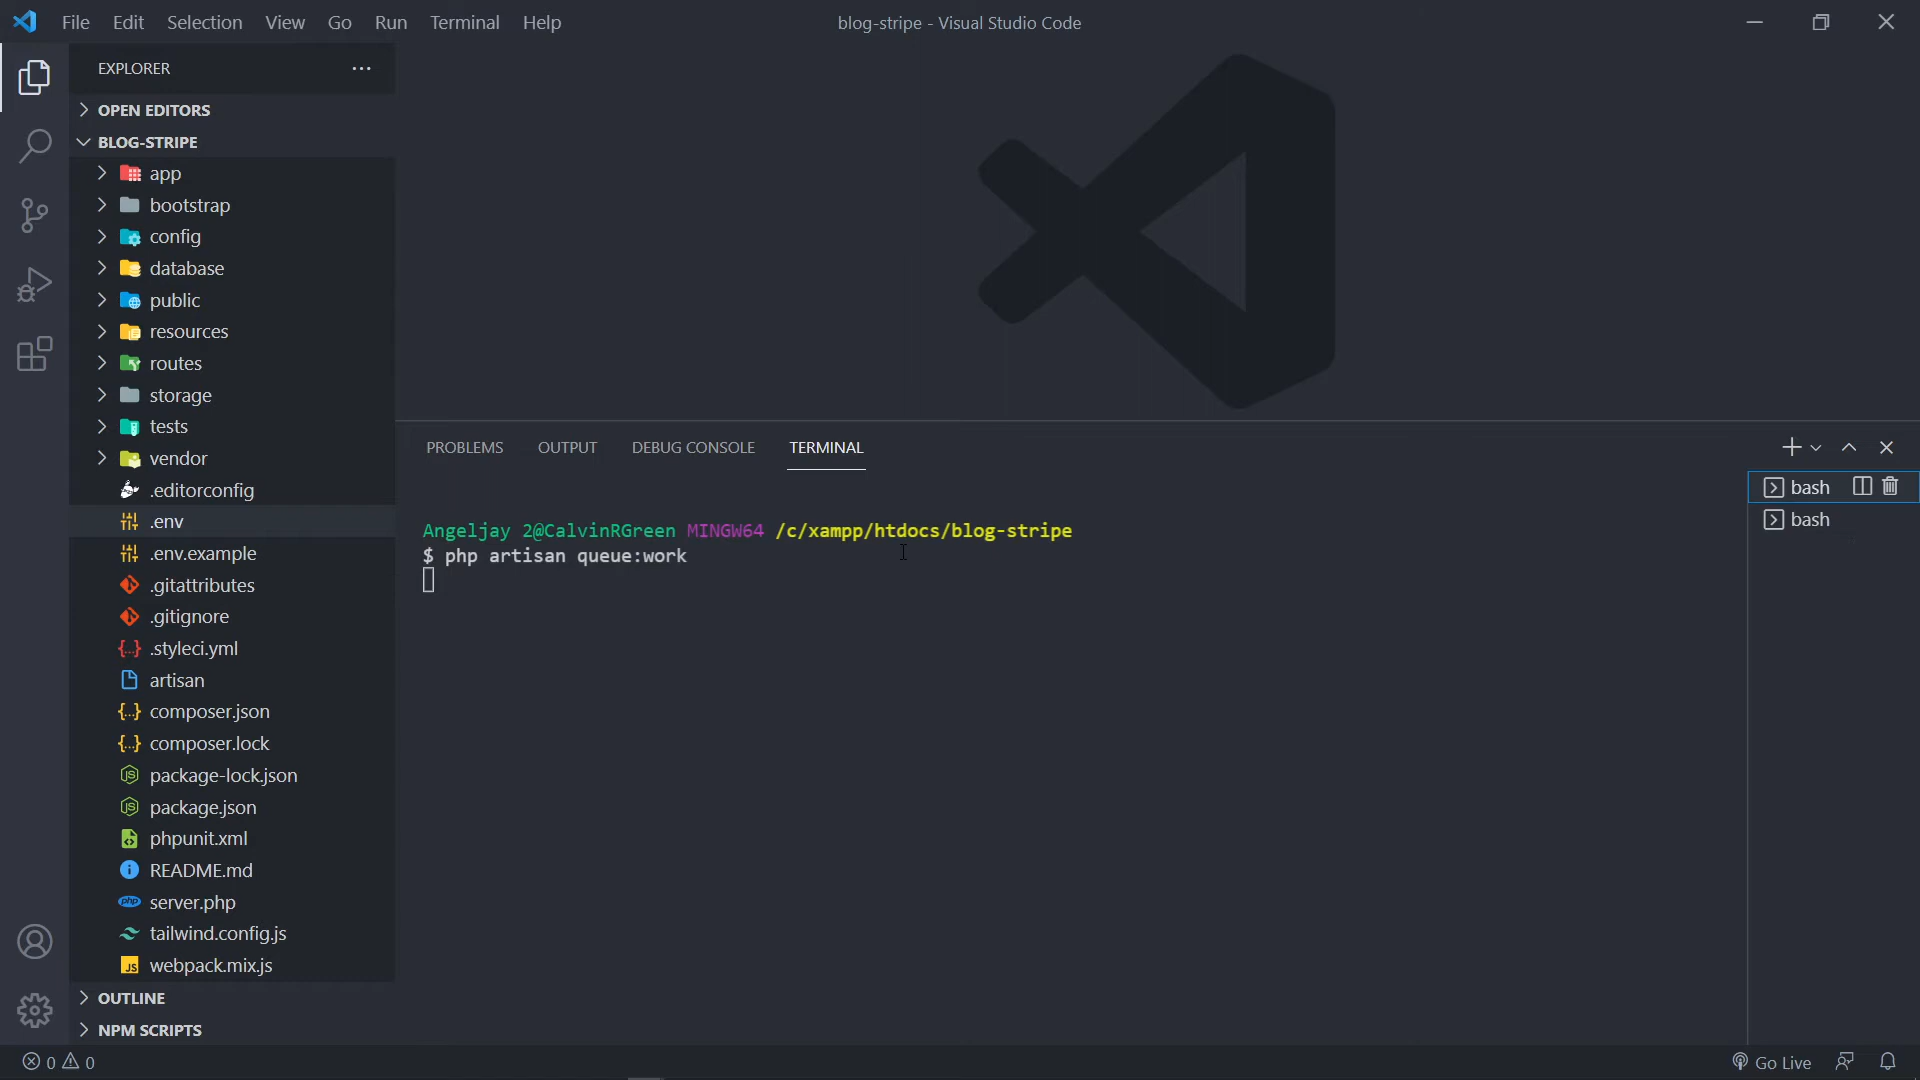 File Edit Selection View Go Run Terminal Help
blog-stripe - Visual Studio Code
EXPLORER
OPEN EDITORS
BLOG-STRIPE
app
bootstrap
config
database
public
resources
routes
storage
tests
vendor
.editorconfig
.env
.env.example
.gitattributes
.gitignore
.styleci.yml
artisan
composer.json
composer.lock
package-lock.json
package.json
phpunit.xml
README.md
server.php
tailwind.config.js
webpack.mix.js
OUTLINE
NPM SCRIPTS
PROBLEMS OUTPUT DEBUG CONSOLE TERMINAL
Angeljay 2@CalvinRGreen MINGW64 /c/xampp/htdocs/blog-stripe
$ php artisan queue:work
bash
bash
0 0
Go Live